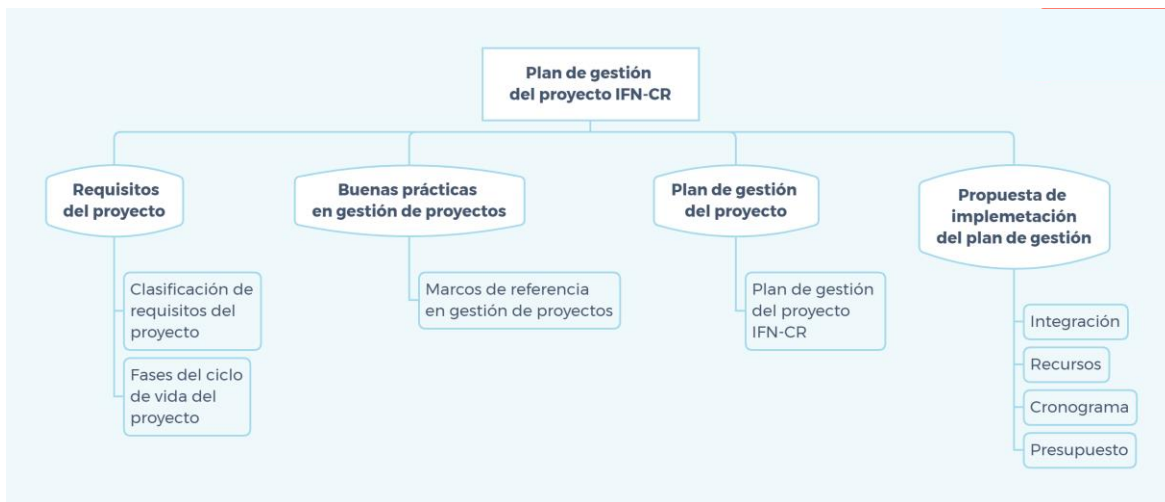 Plan de gestión
del proyecto IFN-CR
Requisitos
del proyecto
Clasificación de
requisitos del
proyecto
Fases del ciclo
de vida del
proyecto
Buenas prácticas
en gestión de proyectos
Marcos de referencia
en gestión de proyectos
Plan de gestión
del proyecto
Plan de gestión
del proyecto
IFN-CR
Propuesta de
implemetación
del plan de gestión
Integración
Recursos
Cronograma
Presupuesto